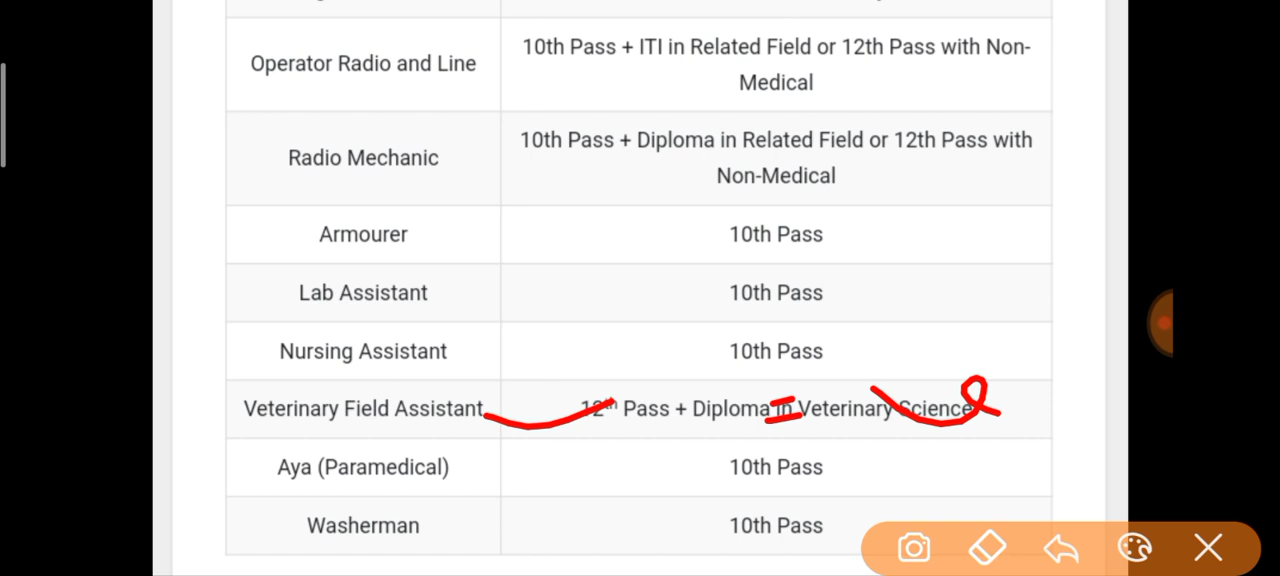 Operator Radio and Line
10th Pass + ITI in Related Field or 12th Pass with Non-
Medical
Radio Mechanic
10th Pass + Diploma in Related Field or 12th Pass with
Non-Medical
Armourer
10th Pass
Lab Assistant
10th Pass
Nursing Assistant
10th Pass
Veterinary Field Assistant
12th Pass + Diploma in Veterinary Science
Aya (Paramedical)
10th Pass
Washerman
10th Pass